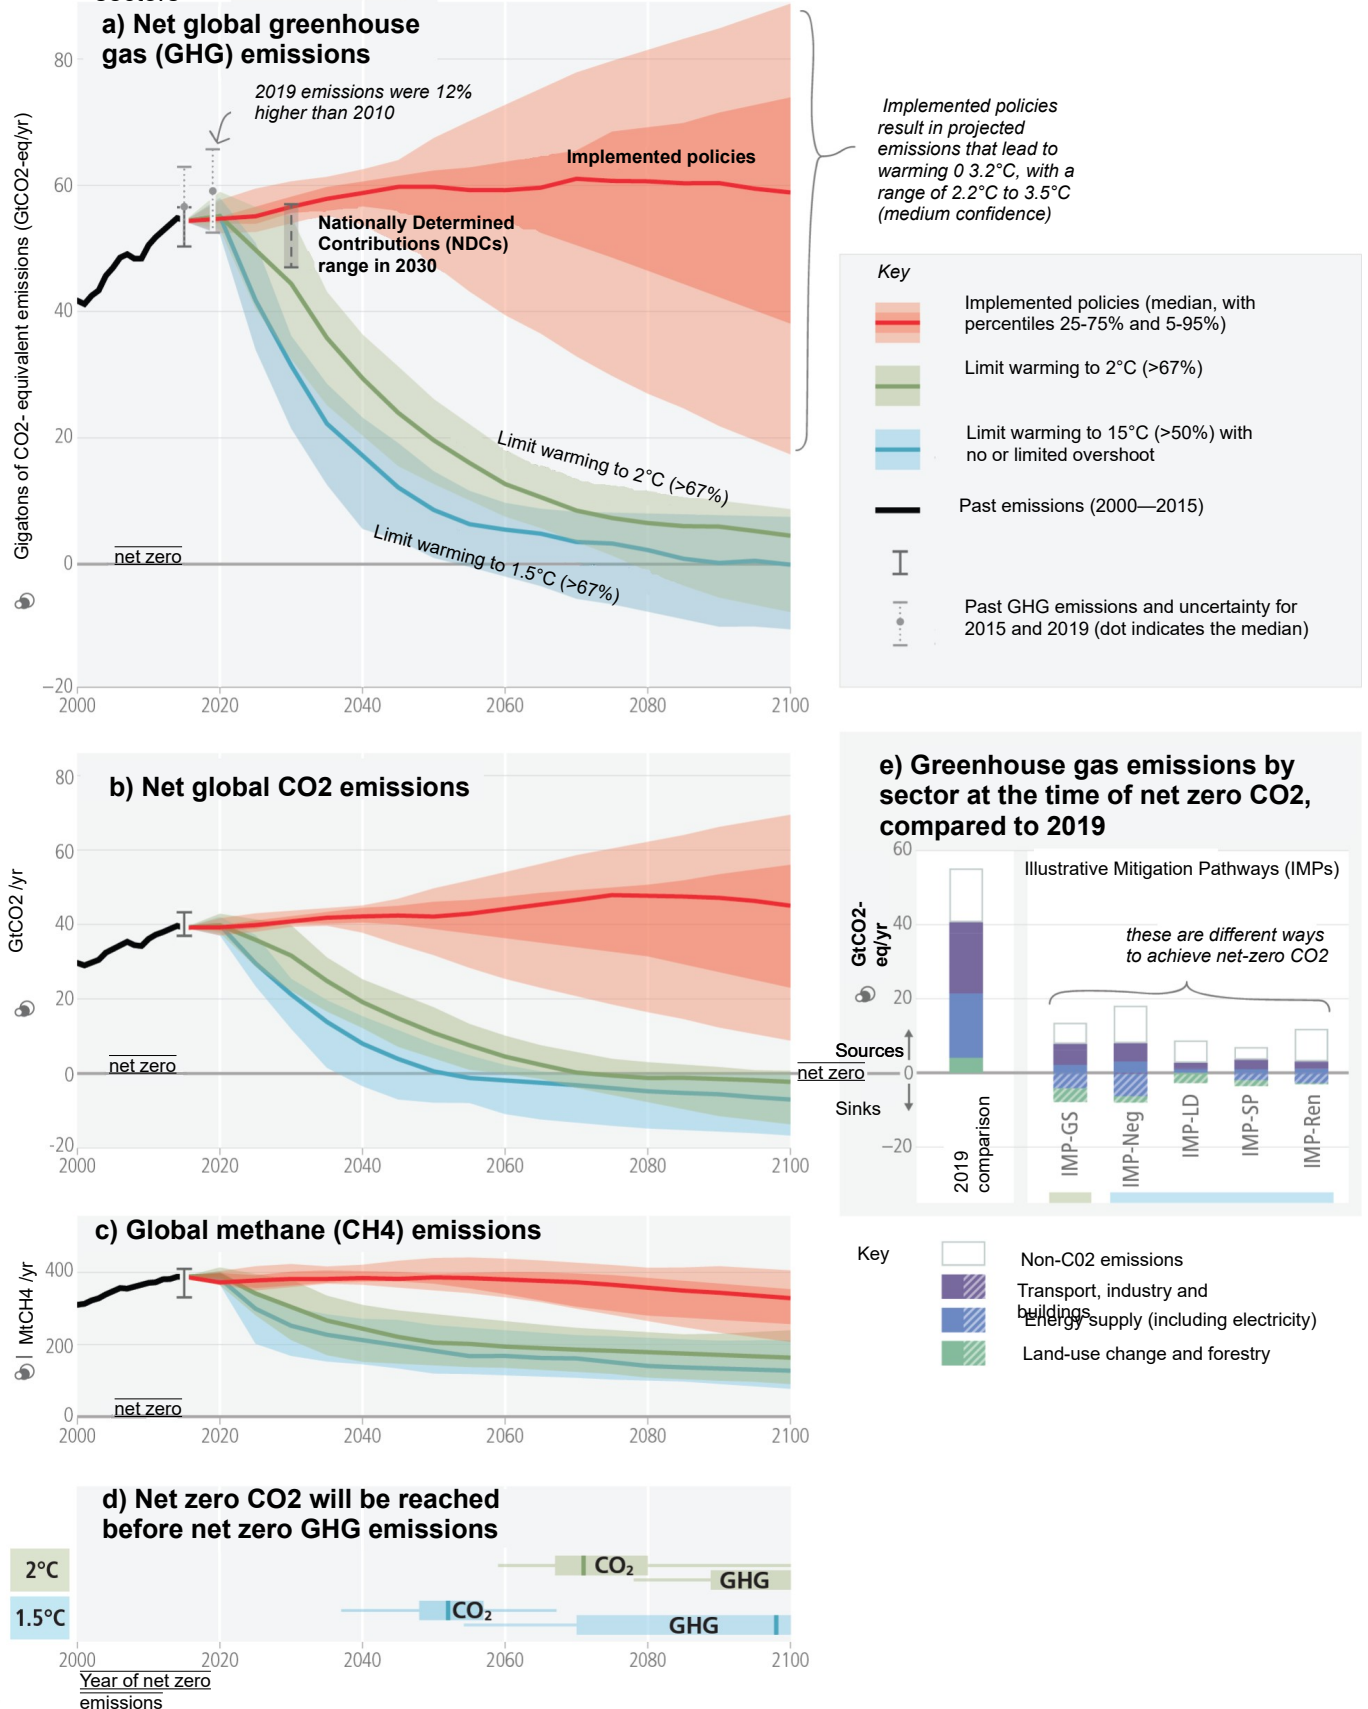 a) Net global greenhouse
gas (GHG) emissions
2019 emissions were 12%
higher than 2010
Implemented policies
Nationally Determined
Contributions (NDCs)
range in 2030
Limit warming to 2°C (>67%)
Limit warming to 1.5°C (>67%)
net zero
Gigatons of CO2- equivalent emissions (GtCO2-eq/yr)
80
60
40
20
0
−20
2000
2020
2040
2060
2080
2100
Implemented policies
result in projected
emissions that lead to
warming 0 3.2°C, with a
range of 2.2°C to 3.5°C
(medium confidence)
Key
Implemented policies (median, with
percentiles 25-75% and 5-95%)
Limit warming to 2°C (>67%)
Limit warming to 15°C (>50%) with
no or limited overshoot
Past emissions (2000—2015)
Past GHG emissions and uncertainty for
2015 and 2019 (dot indicates the median)
b) Net global CO2 emissions
GtCO2 /yr
80
60
40
20
0
-20
net zero
2000
2020
2040
2060
2080
2100
c) Global methane (CH4) emissions
MtCH4 /yr
400
200
0
net zero
2000
2020
2040
2060
2080
2100
d) Net zero CO2 will be reached
before net zero GHG emissions
2°C
CO₂
GHG
1.5°C
CO₂
GHG
2000
2020
2040
2060
2080
2100
Year of net zero
emissions
e) Greenhouse gas emissions by
sector at the time of net zero CO2,
compared to 2019
60
40
20
0
−20
GtCO2-
eq/yr
Illustrative Mitigation Pathways (IMPs)
these are different ways
to achieve net-zero CO2
Sources
net zero
Sinks
2019
comparison
IMP-GS
IMP-Neg
IMP-LD
IMP-SP
IMP-Ren
Key
Non-C02 emissions
Transport, industry and
buildings
Energy supply (including electricity)
Land-use change and forestry